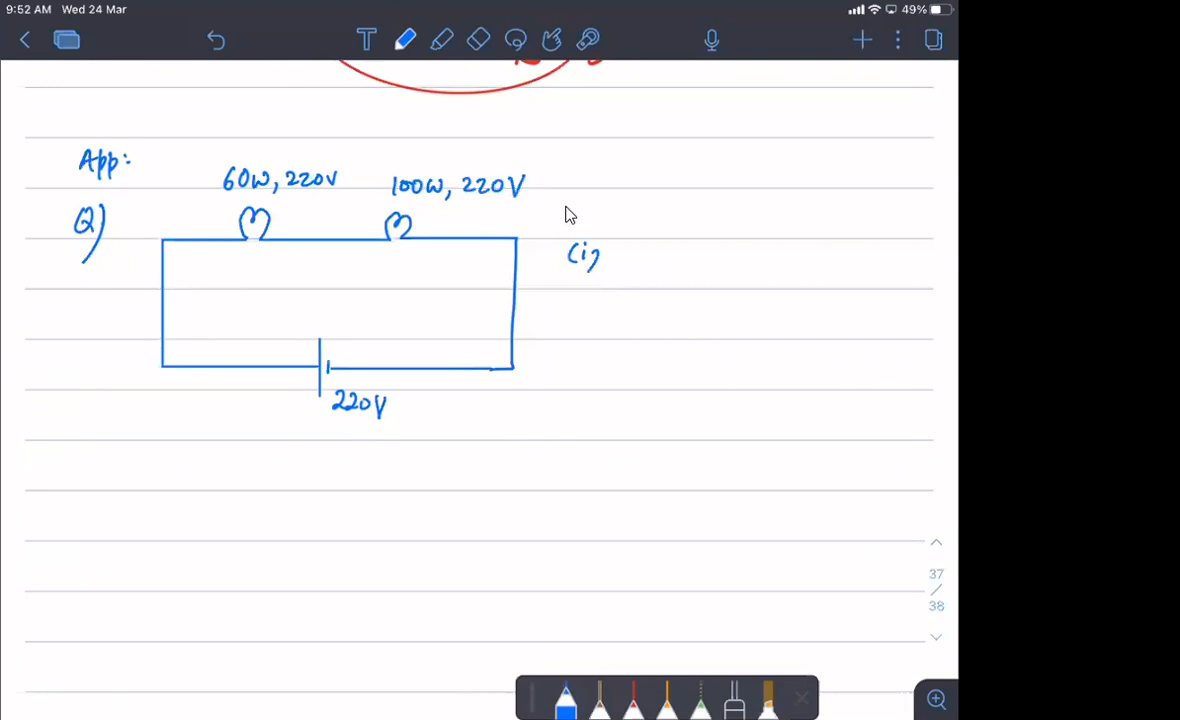 9:52 AM Wed 24 Mar
49%
App:
60W, 220V
100W, 220V
Q)
(i)
220V
37
/
38